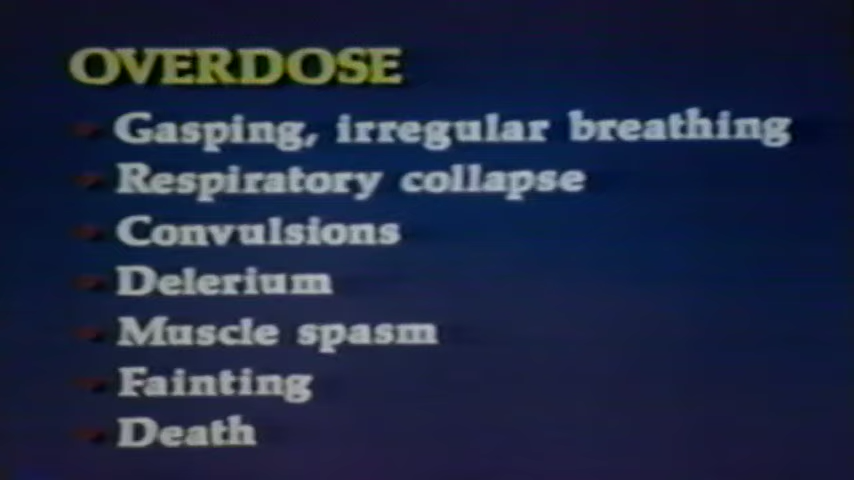 OVERDOSE
Gasping, irregular breathing
Respiratory collapse
Convulsions
Delerium
Muscle spasm
Fainting
Death